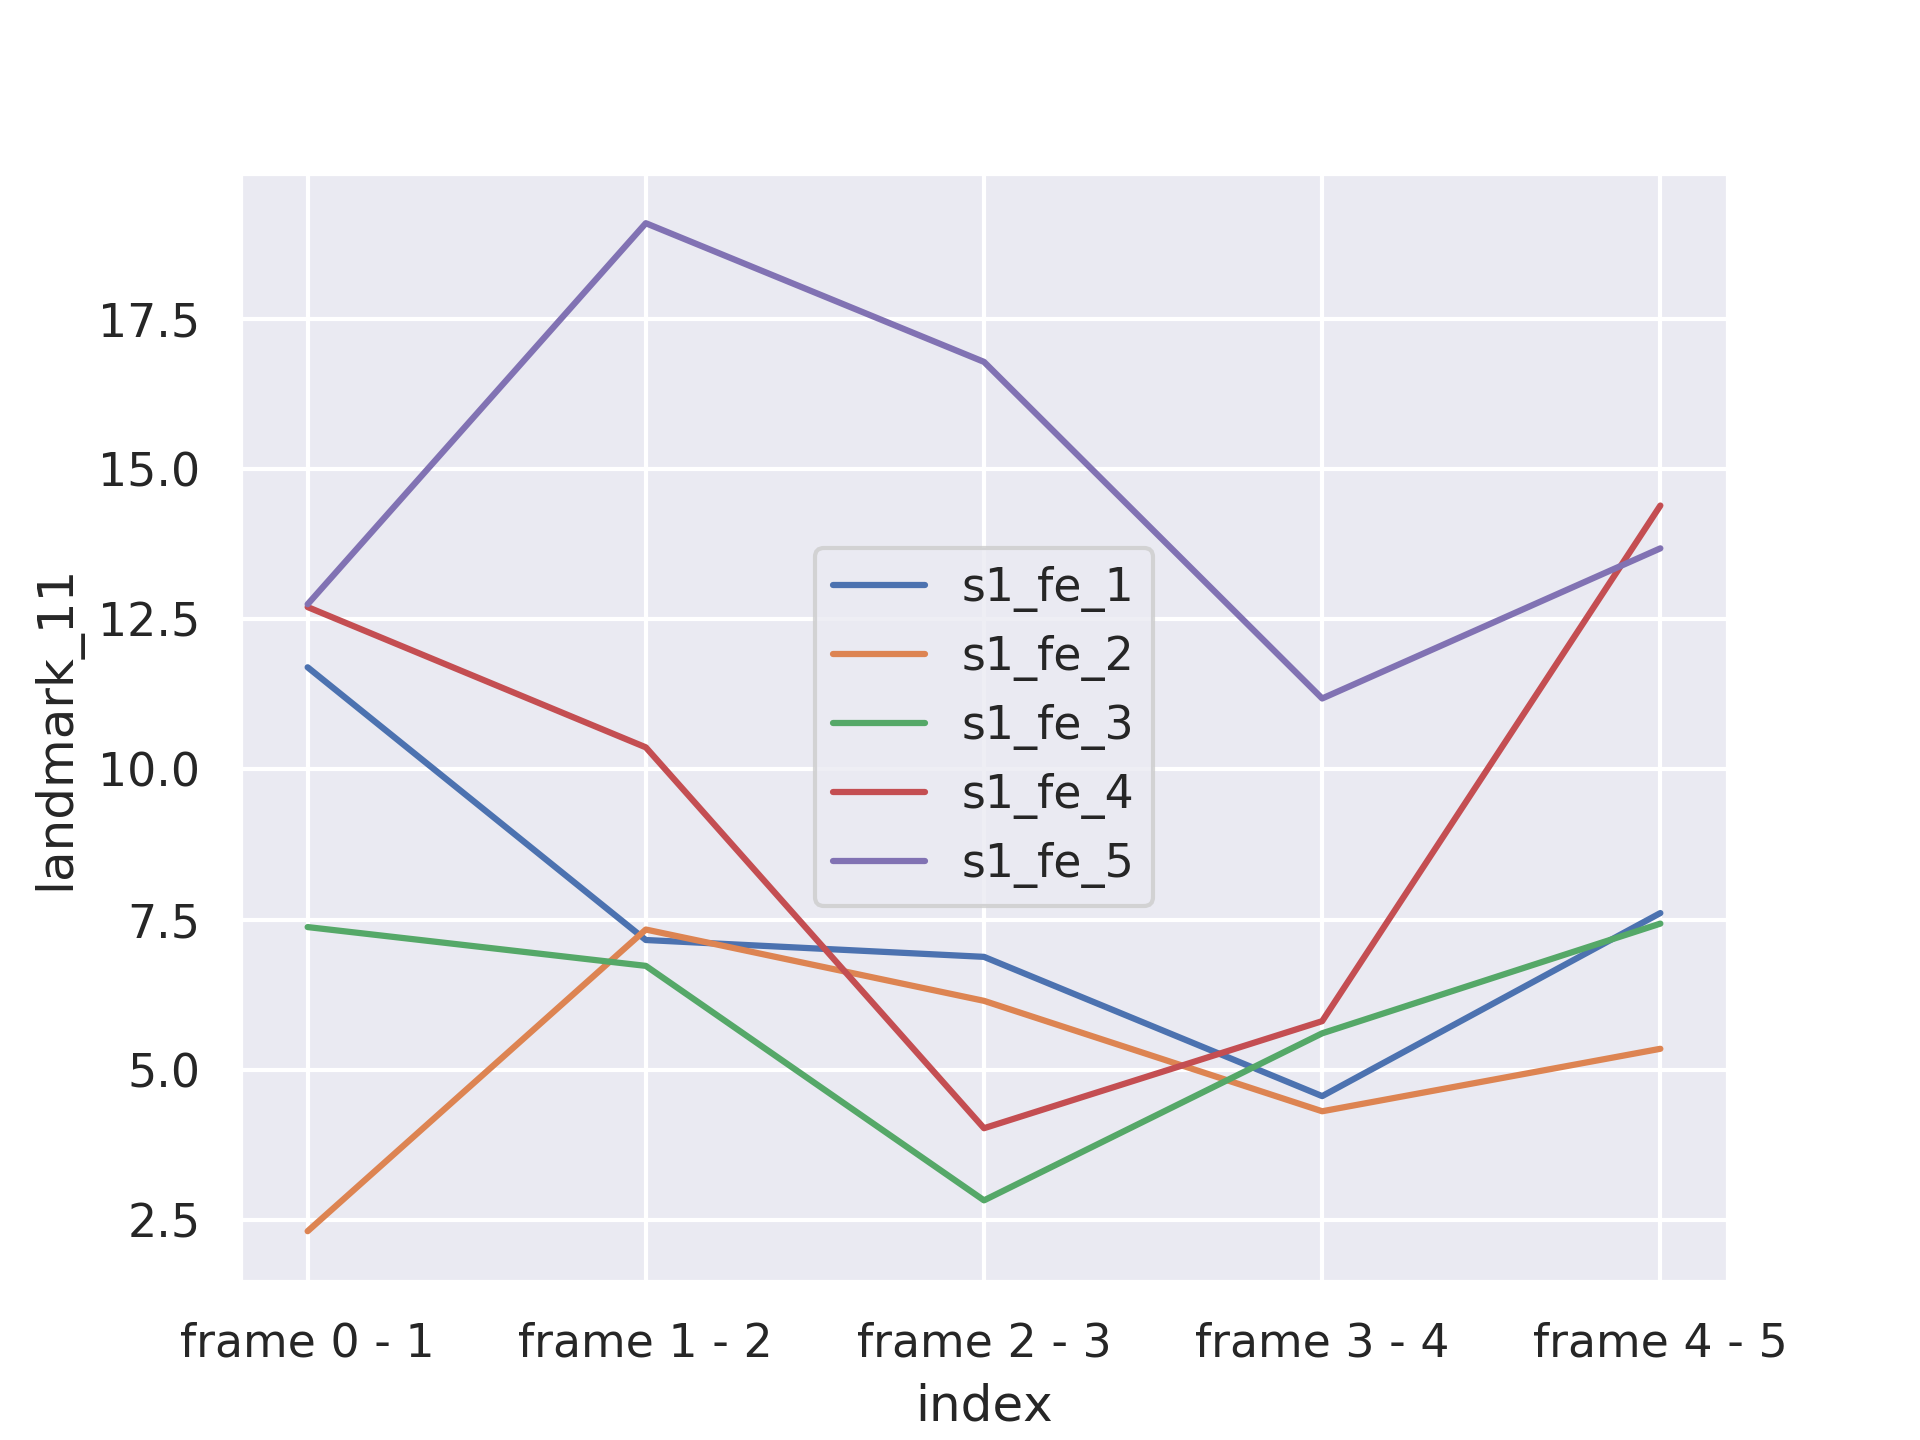 17.5
15.0
12.5
10.0
7.5
5.0
2.5
landmark_11
s1_fe_1
s1_fe_2
s1_fe_3
s1_fe_4
s1_fe_5
frame 0 - 1 frame 1 - 2 frame 2 - 3 frame 3 - 4 frame 4 - 5
index